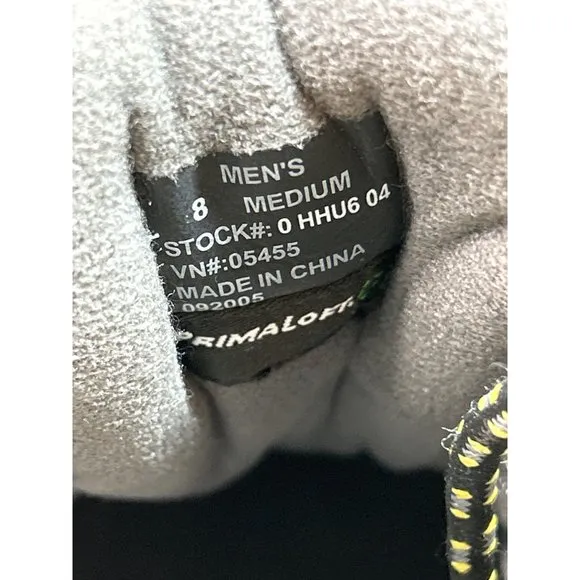 MEN'S
8 MEDIUM
STOCK#: 0 HHU6 04
VN#:05455
MADE IN CHINA
092005
PRIMALOFT